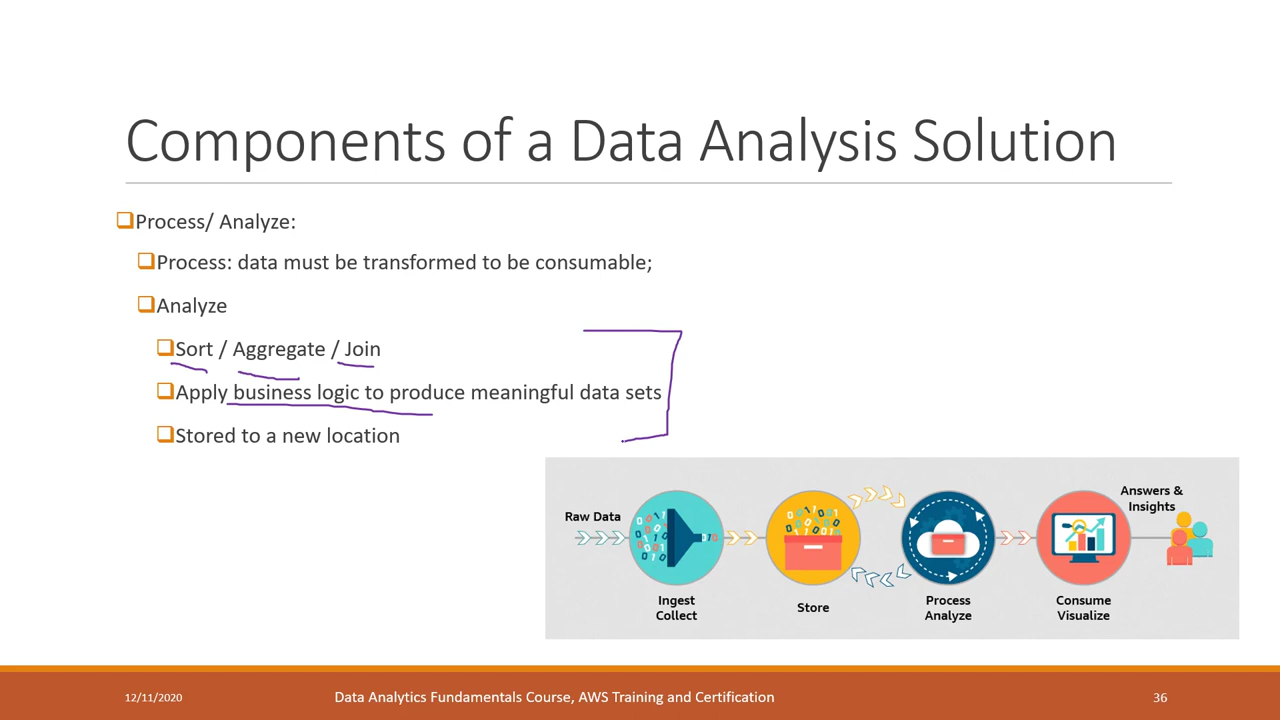 Components of a Data Analysis Solution
Process/ Analyze:
Process: data must be transformed to be consumable;
Analyze
Sort / Aggregate / Join
Apply business logic to produce meaningful data sets
Stored to a new location
Raw Data
Ingest
Collect
Store
Process
Analyze
Consume
Visualize
Answers &
Insights
12/11/2020
Data Analytics Fundamentals Course, AWS Training and Certification
36